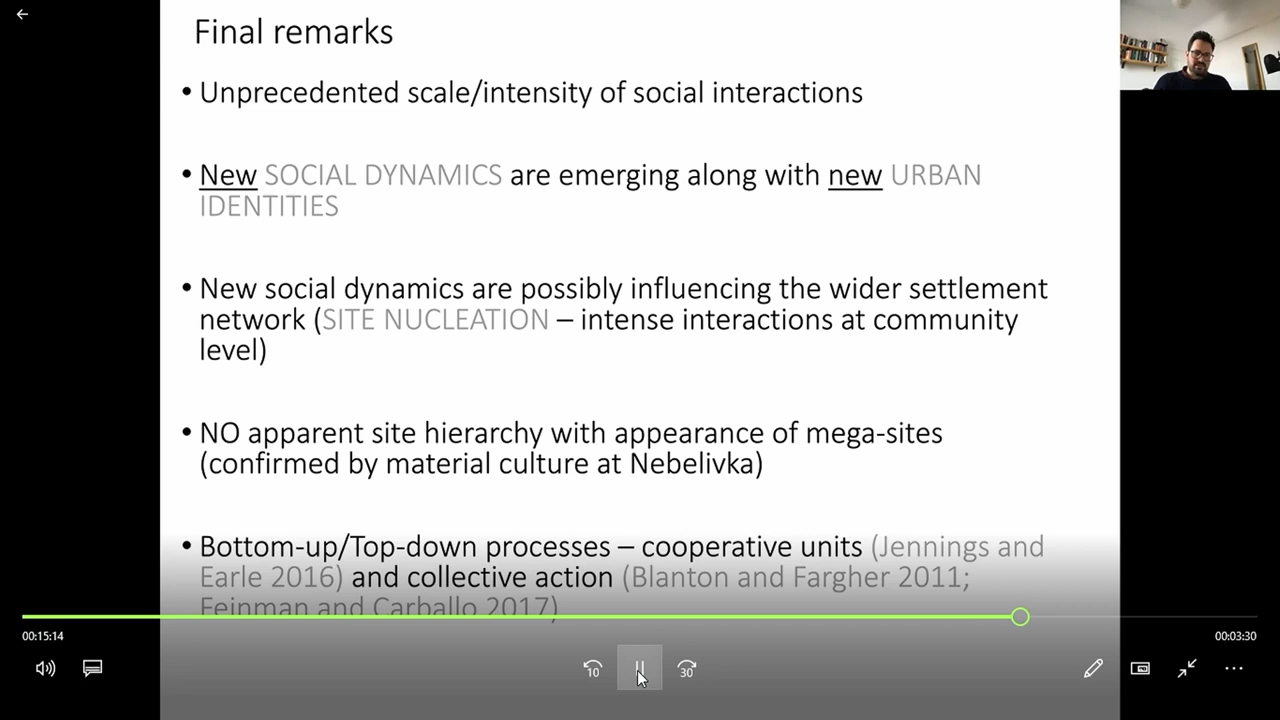 Final remarks
• Unprecedented scale/intensity of social interactions
• New SOCIAL DYNAMICS are emerging along with new URBAN
IDENTITIES
• New social dynamics are possibly influencing the wider settlement
network (SITE NUCLEATION – intense interactions at community
level)
• NO apparent site hierarchy with appearance of mega-sites
(confirmed by material culture at Nebelivka)
• Bottom-up/Top-down processes – cooperative units (Jennings and
Earle 2016) and collective action (Blanton and Fargher 2011;
Feinman and Carballo 2017)
00:15:14
00:03:30
10
30